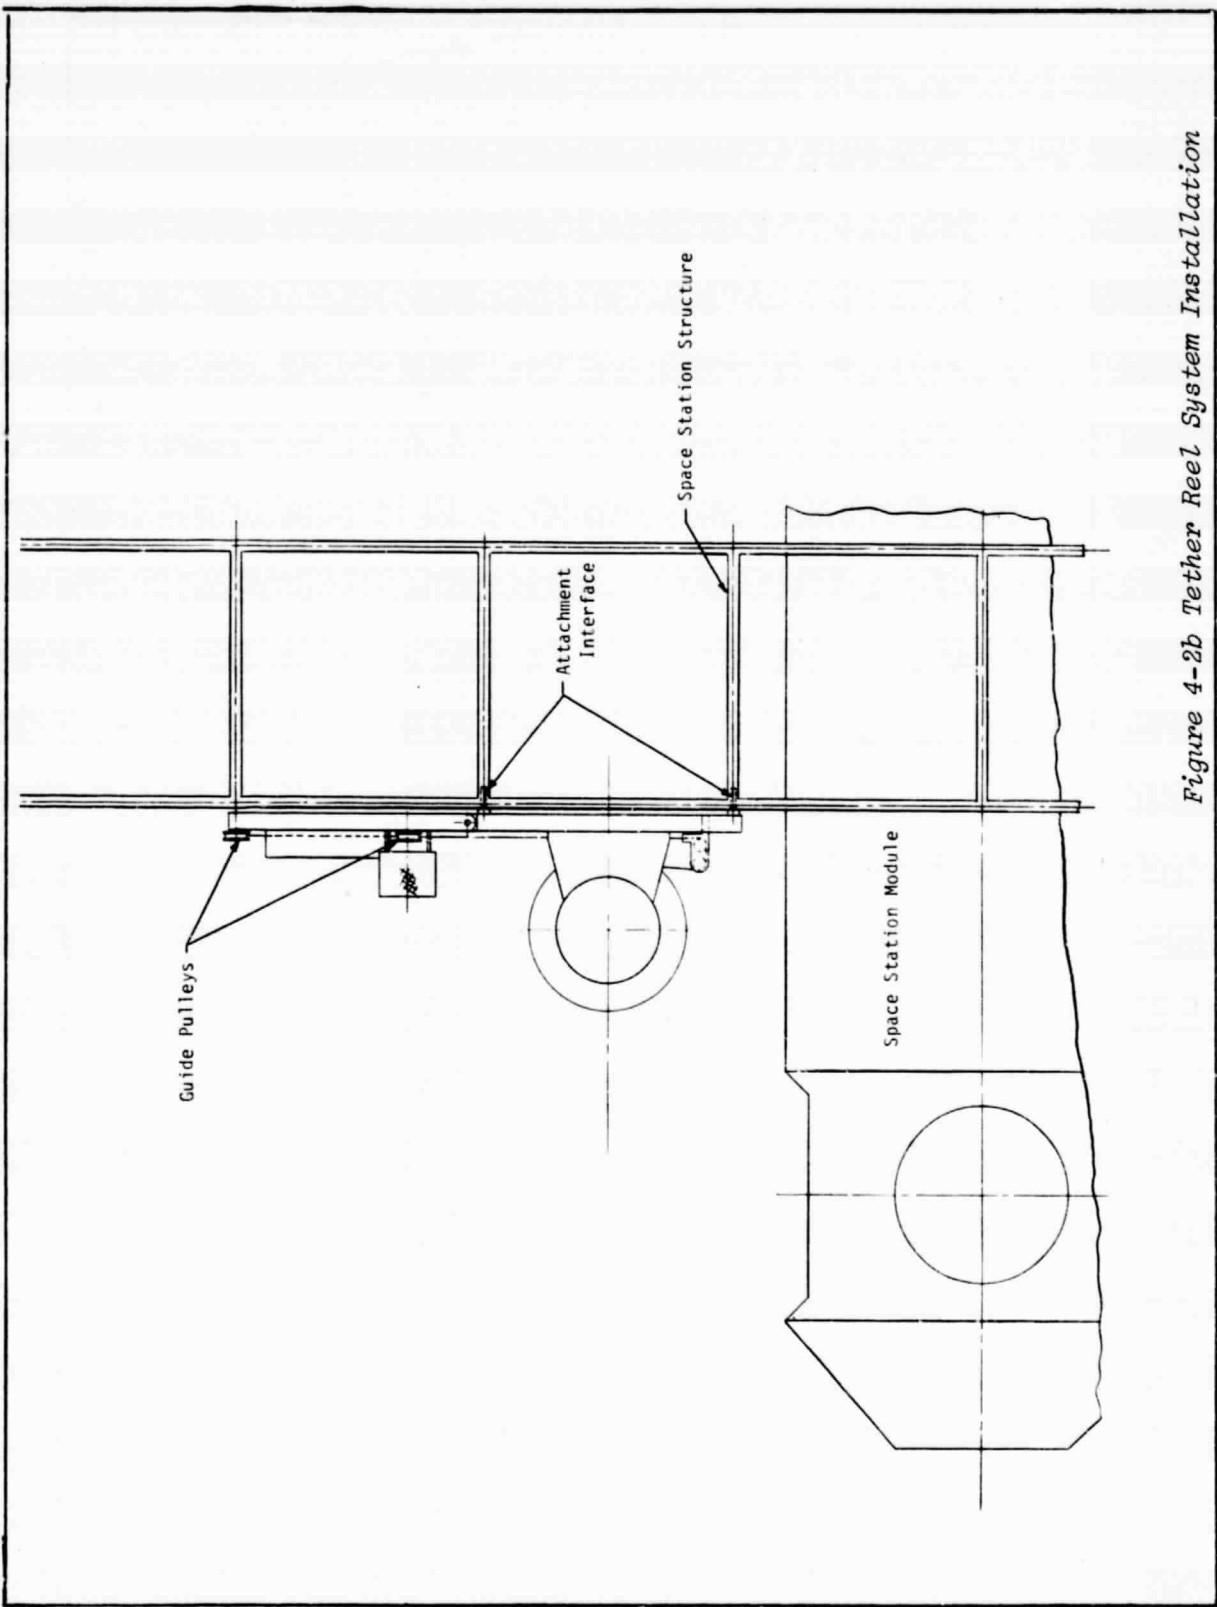 Guide Pulleys
Attachment
Interface
Space Station Structure
Space Station Module
Figure 4-2b Tether Reel System Installation